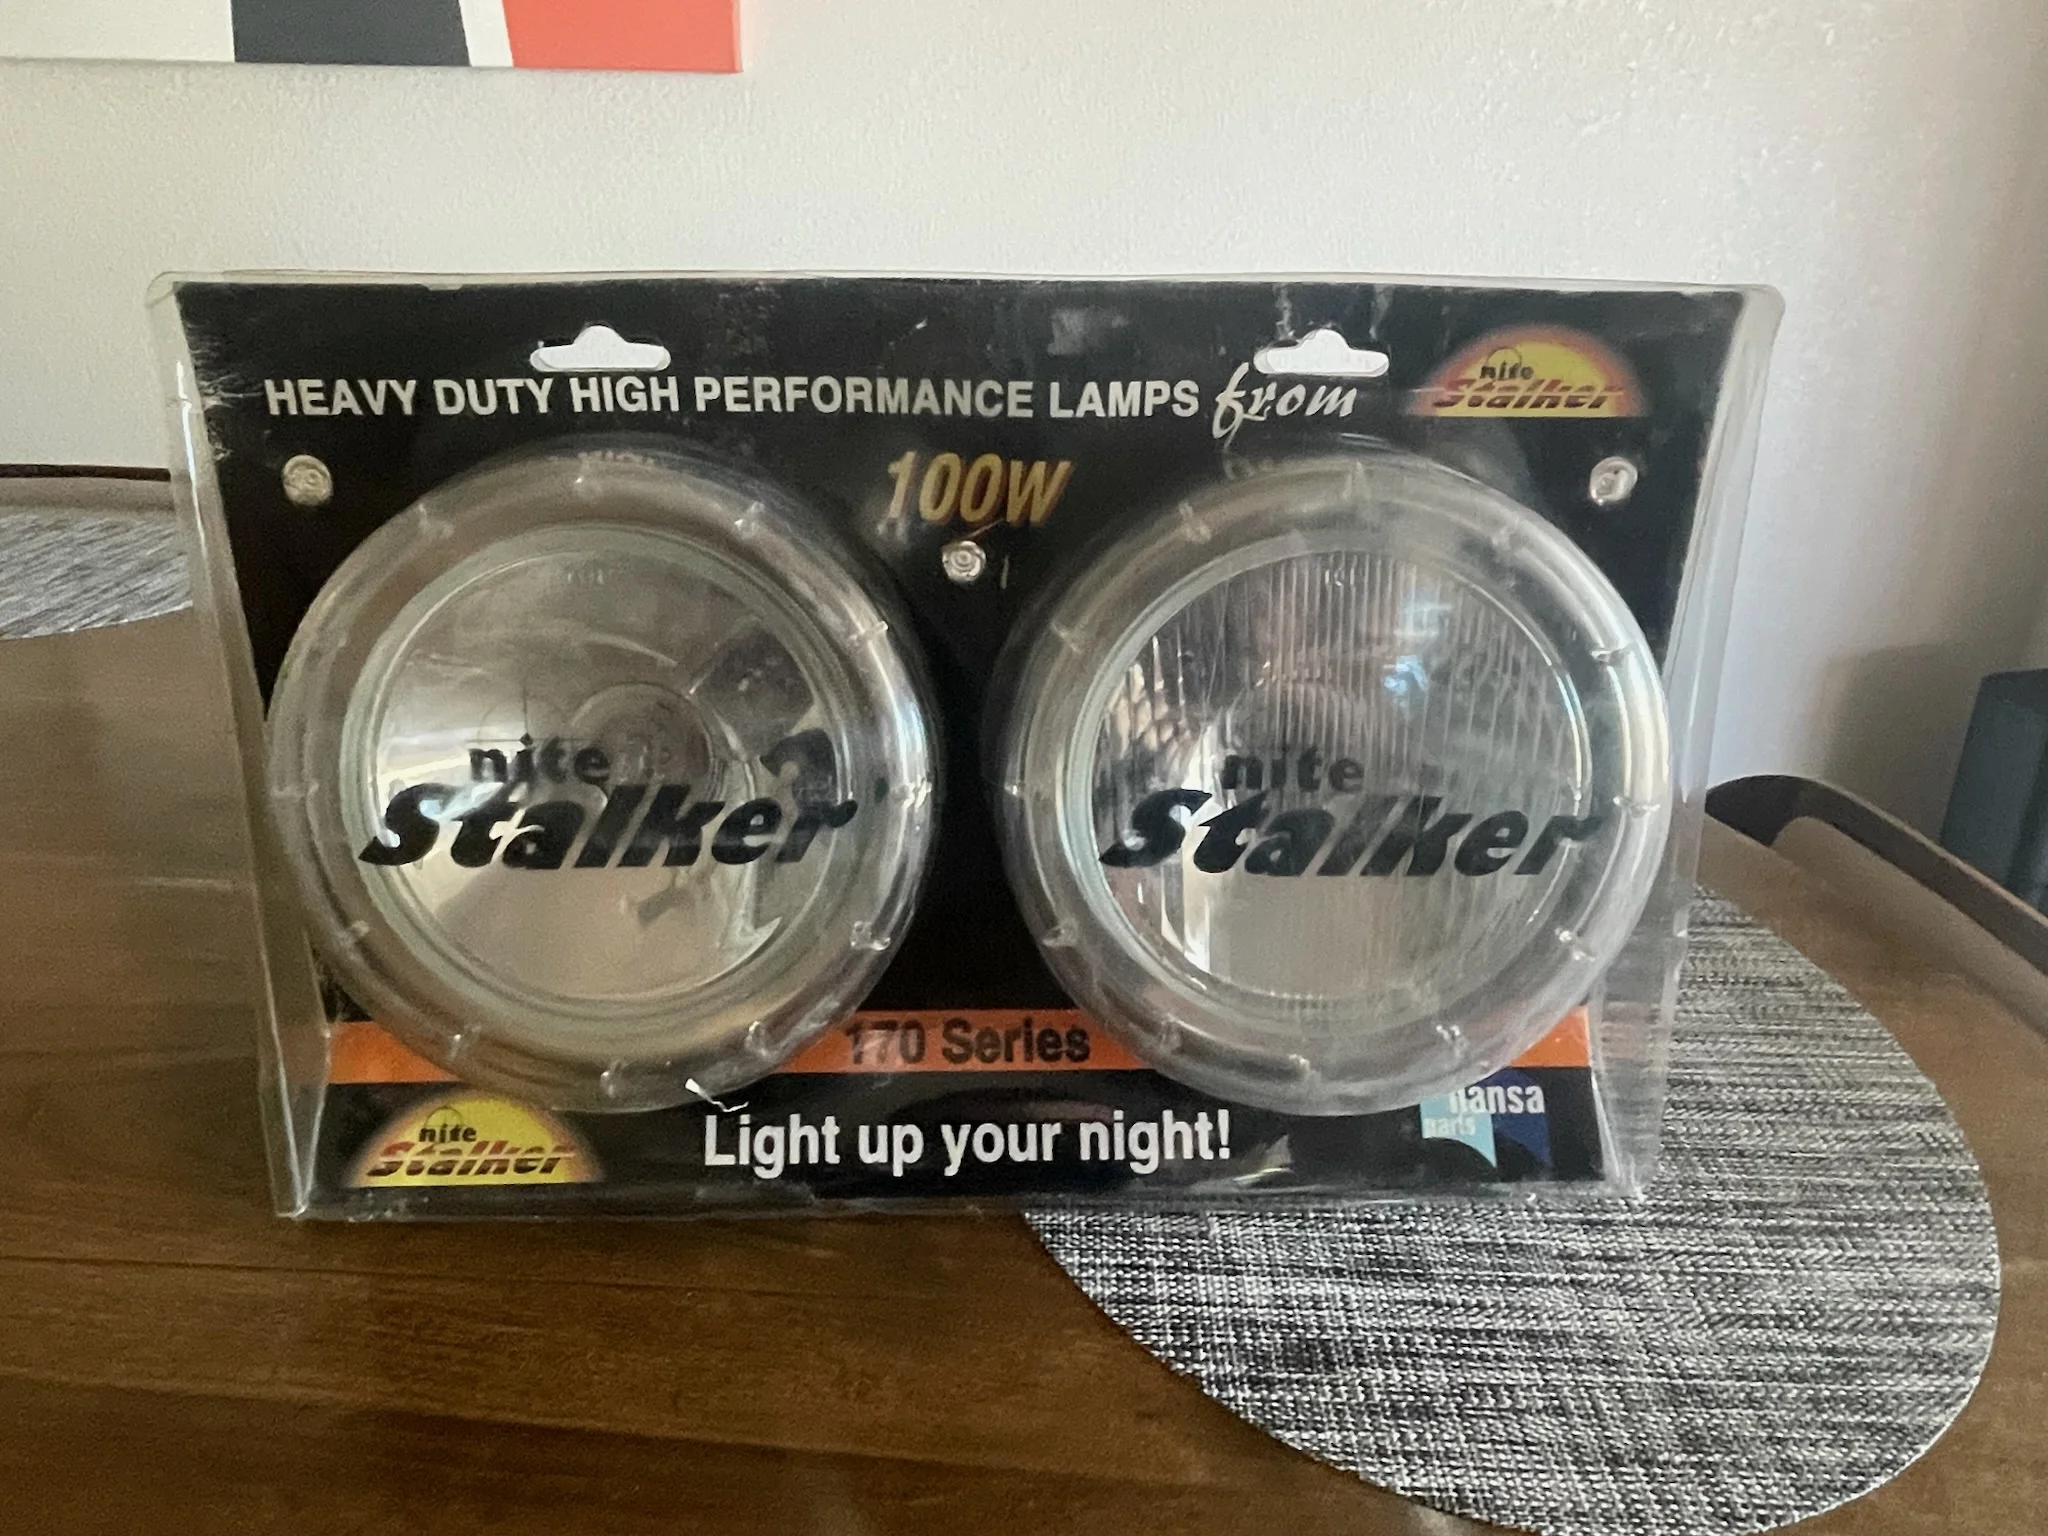 HEAVY DUTY HIGH PERFORMANCE LAMPS from
nite
Stalker
100W
nite
Stalker
nite
Stalker
170 Series
nite
Stalker
Light up your night!
hansa
parts